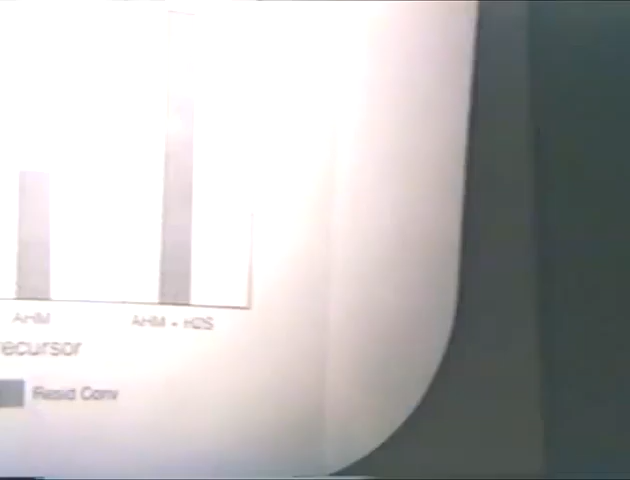 AHM AHM + H2S
ecursor
Resid Conv